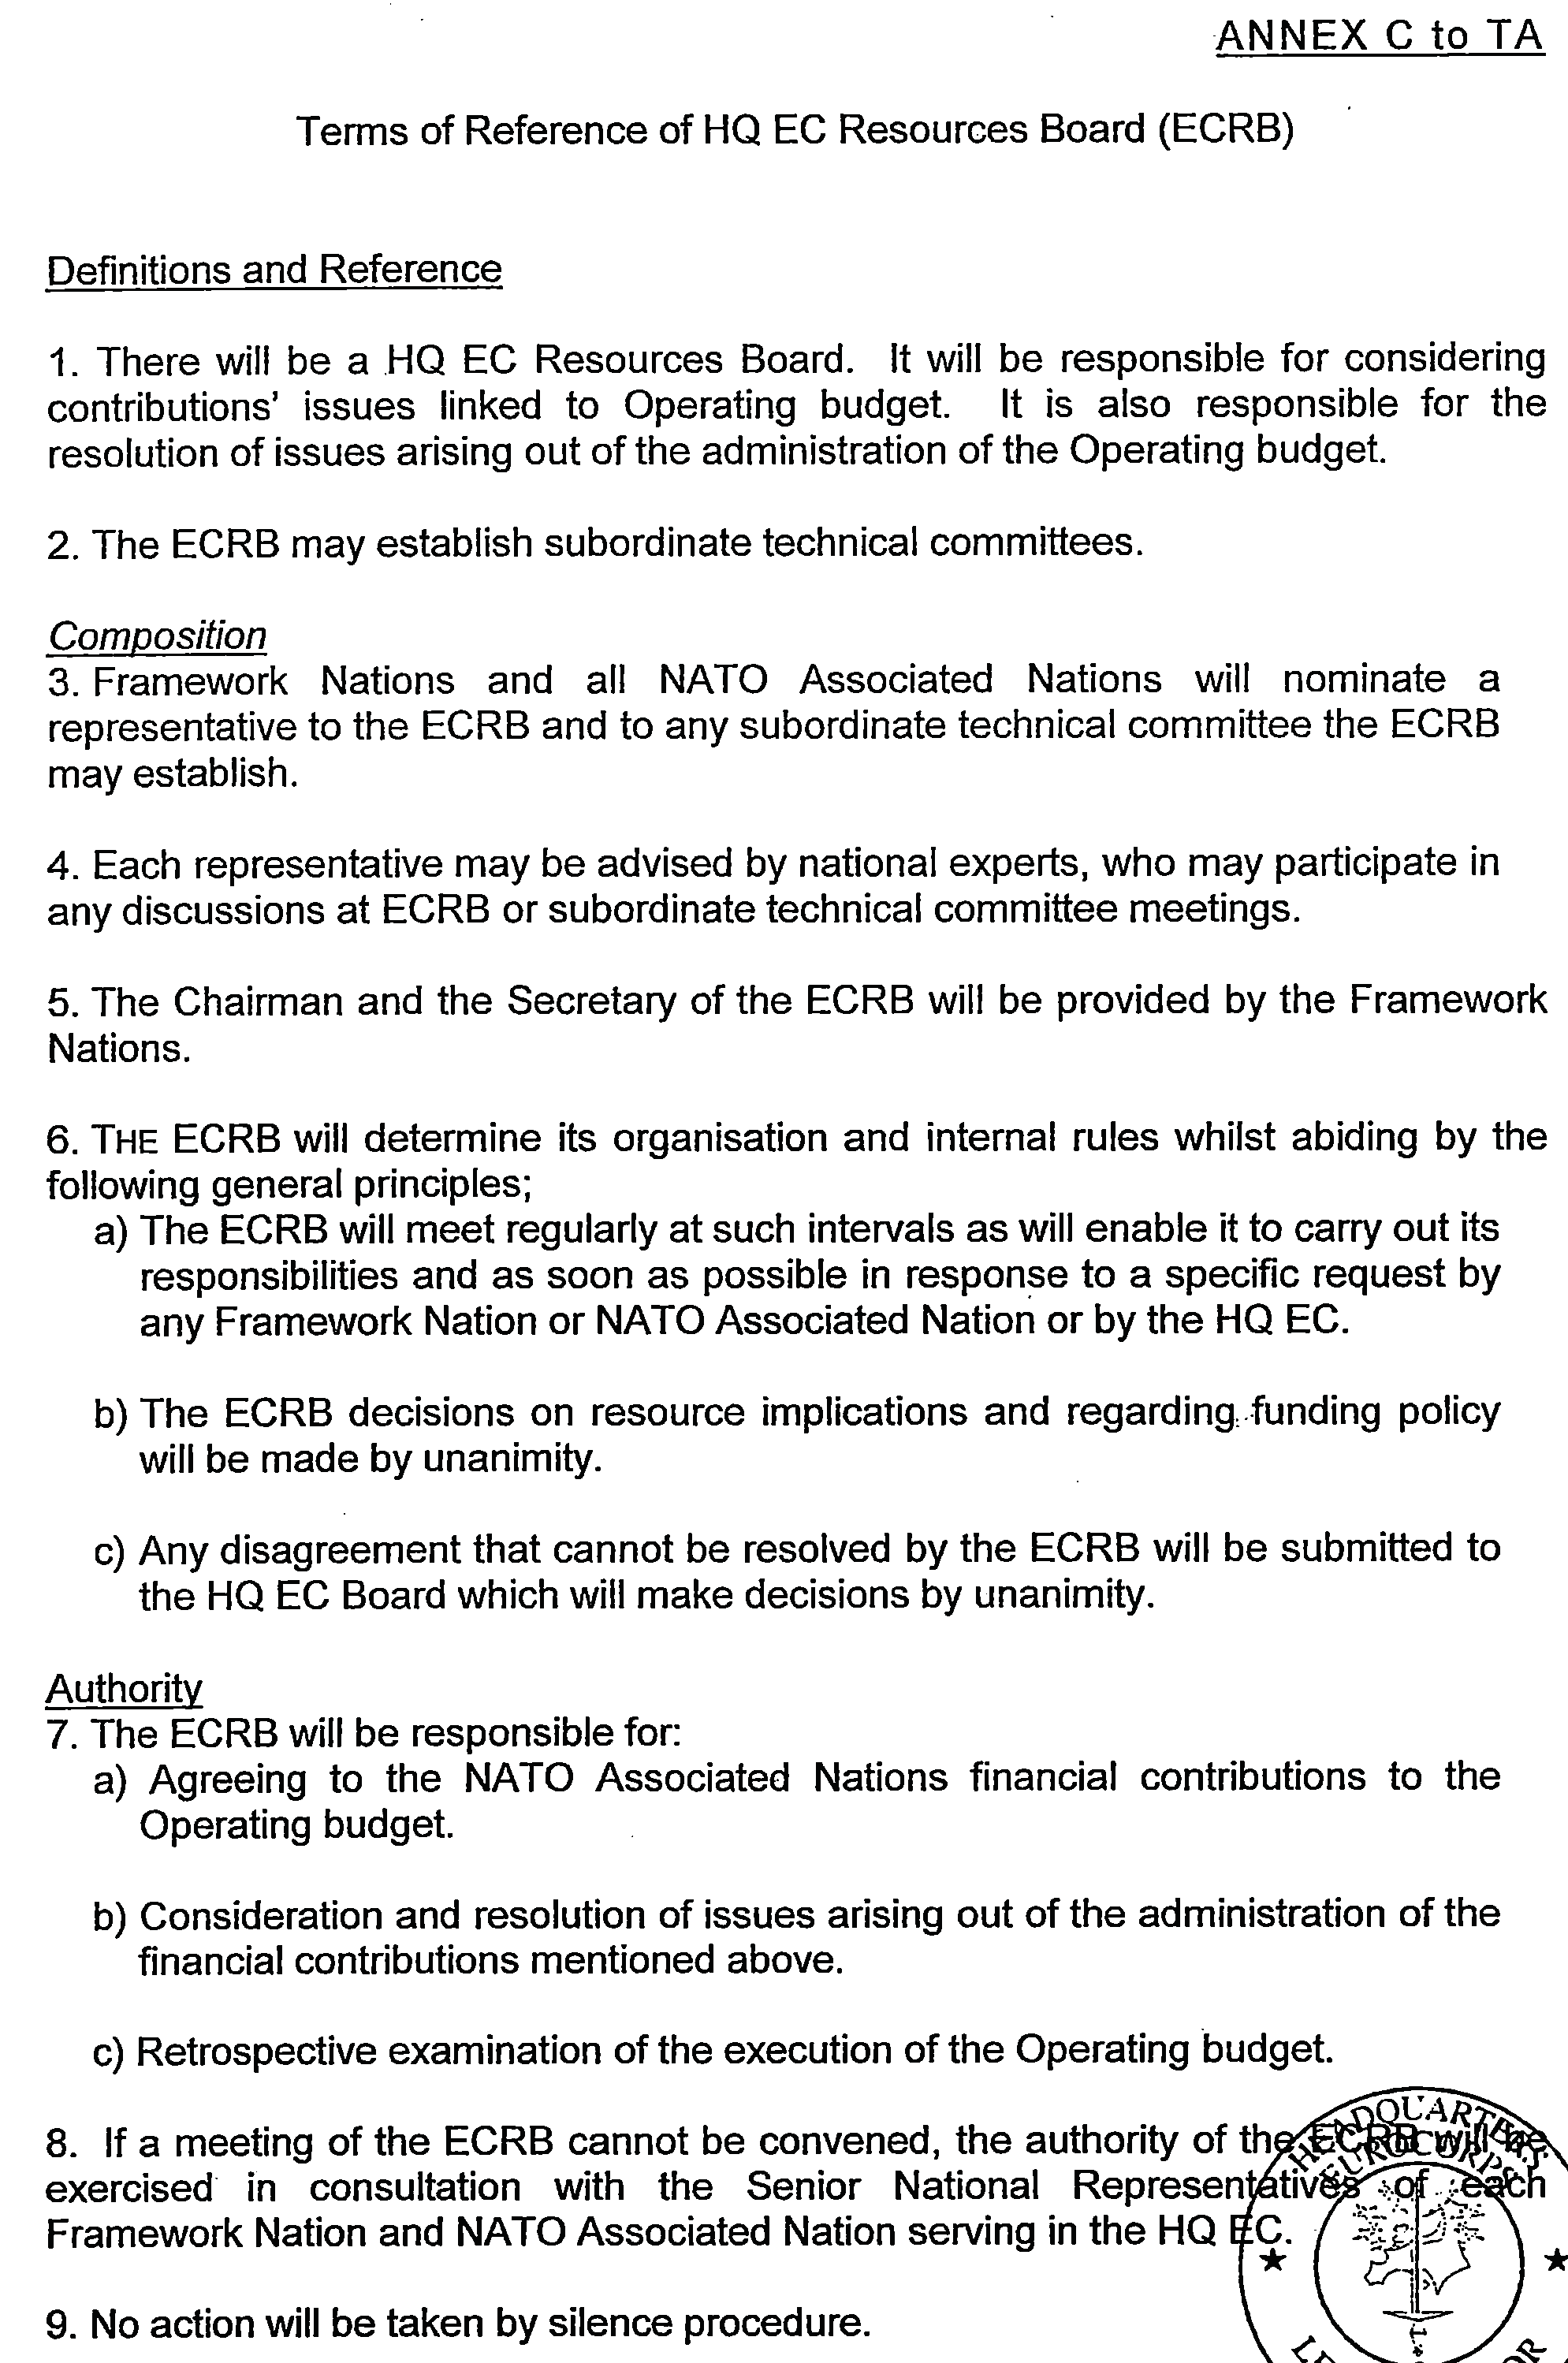 ANNEX C to TA
Terms of Reference of HQ EC Resources Board (ECRB)
Definitions and Reference
1. There will be a HQ EC Resources Board. It will be responsible for considering
contributions' issues linked to Operating budget. It is also responsible for the
resolution of issues arising out of the administration of the Operating budget.
2. The ECRB may establish subordinate technical committees.
Composition
3. Framework Nations and all NATO Associated Nations will nominate a
representative to the ECRB and to any subordinate technical committee the ECRB
may establish.
4. Each representative may be advised by national experts, who may participate in
any discussions at ECRB or subordinate technical committee meetings.
5. The Chairman and the Secretary of the ECRB will be provided by the Framework
Nations.
6. THE ECRB will determine its organisation and internal rules whilst abiding by the
following general principles;
a) The ECRB will meet regularly at such intervals as will enable it to carry out its
responsibilities and as soon as possible in response to a specific request by
any Framework Nation or NATO Associated Nation or by the HQ EC.
b) The ECRB decisions on resource implications and regarding funding policy
will be made by unanimity.
c) Any disagreement that cannot be resolved by the ECRB will be submitted to
the HQ EC Board which will make decisions by unanimity.
Authority
7. The ECRB will be responsible for:
a) Agreeing to the NATO Associated Nations financial contributions to the
Operating budget.
b) Consideration and resolution of issues arising out of the administration of the
financial contributions mentioned above.
c) Retrospective examination of the execution of the Operating budget.
8. If a meeting of the ECRB cannot be convened, the authority of the ECRB will be
exercised in consultation with the Senior National Representatives of each
Framework Nation and NATO Associated Nation serving in the HQ EC.
9. No action will be taken by silence procedure.
HEADQUARTERS
EUROCORPS